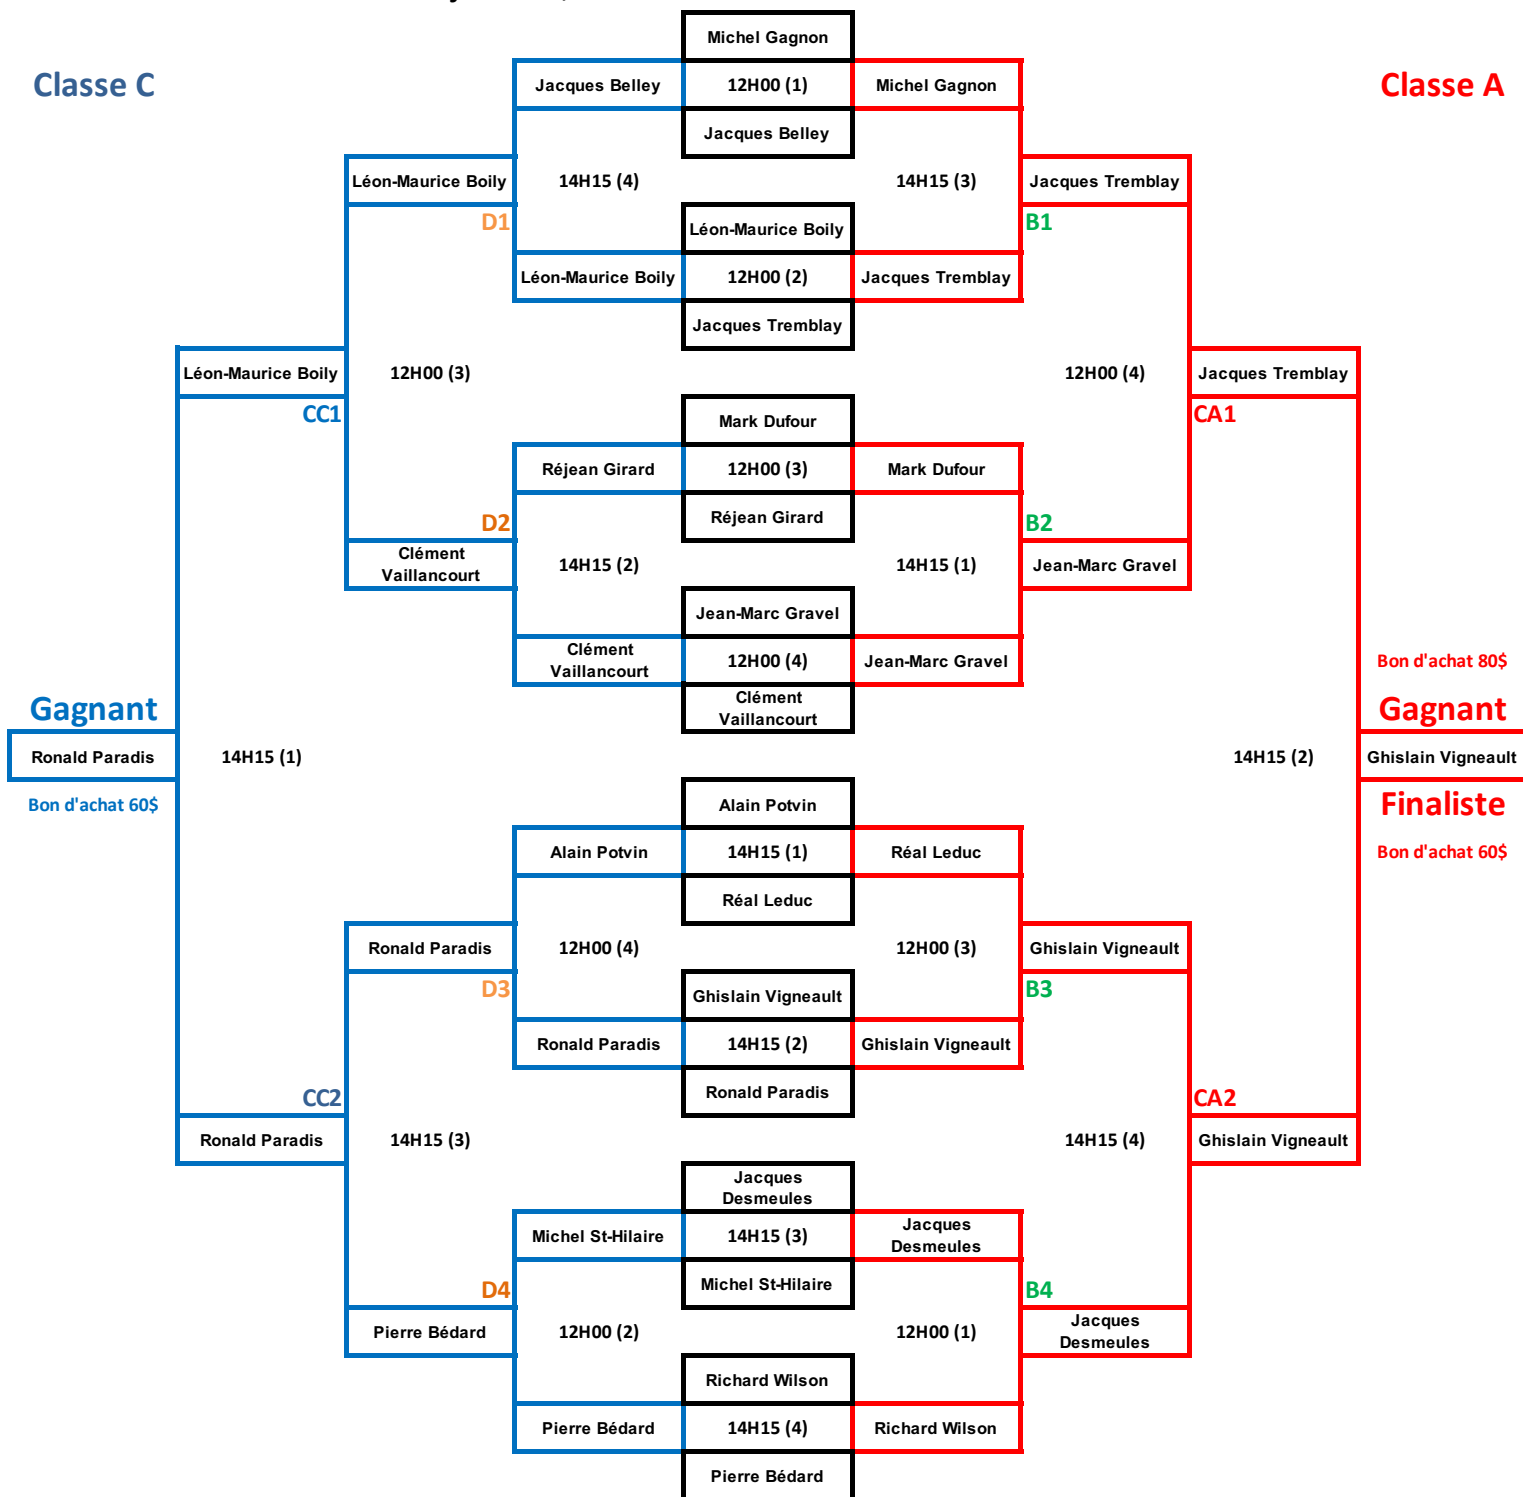 Michel Gagnon
Classe C
Jacques Belley
12H00 (1)
Michel Gagnon
Classe A
Jacques Belley
Léon-Maurice Boily
14H15 (4)
14H15 (3)
Jacques Tremblay
D1
Léon-Maurice Boily
B1
Léon-Maurice Boily
12H00 (2)
Jacques Tremblay
Jacques Tremblay
Léon-Maurice Boily
12H00 (3)
12H00 (4)
Jacques Tremblay
CC1
Mark Dufour
CA1
Réjean Girard
12H00 (3)
Mark Dufour
D2
Réjean Girard
B2
Clément
Vaillancourt
14H15 (2)
14H15 (1)
Jean-Marc Gravel
Jean-Marc Gravel
Clément
Vaillancourt
12H00 (4)
Jean-Marc Gravel
Bon d'achat 80$
Gagnant
Clément
Vaillancourt
Gagnant
Ronald Paradis
14H15 (1)
14H15 (2)
Ghislain Vigneault
Bon d'achat 60$
Alain Potvin
Finaliste
Alain Potvin
14H15 (1)
Réal Leduc
Bon d'achat 60$
Réal Leduc
Ronald Paradis
12H00 (4)
12H00 (3)
Ghislain Vigneault
D3
Ghislain Vigneault
B3
Ronald Paradis
14H15 (2)
Ghislain Vigneault
CC2
Ronald Paradis
CA2
Ronald Paradis
14H15 (3)
14H15 (4)
Ghislain Vigneault
Jacques
Desmeules
Michel St-Hilaire
14H15 (3)
Jacques
Desmeules
D4
Michel St-Hilaire
B4
Pierre Bédard
12H00 (2)
12H00 (1)
Jacques
Desmeules
Richard Wilson
Pierre Bédard
14H15 (4)
Richard Wilson
Pierre Bédard